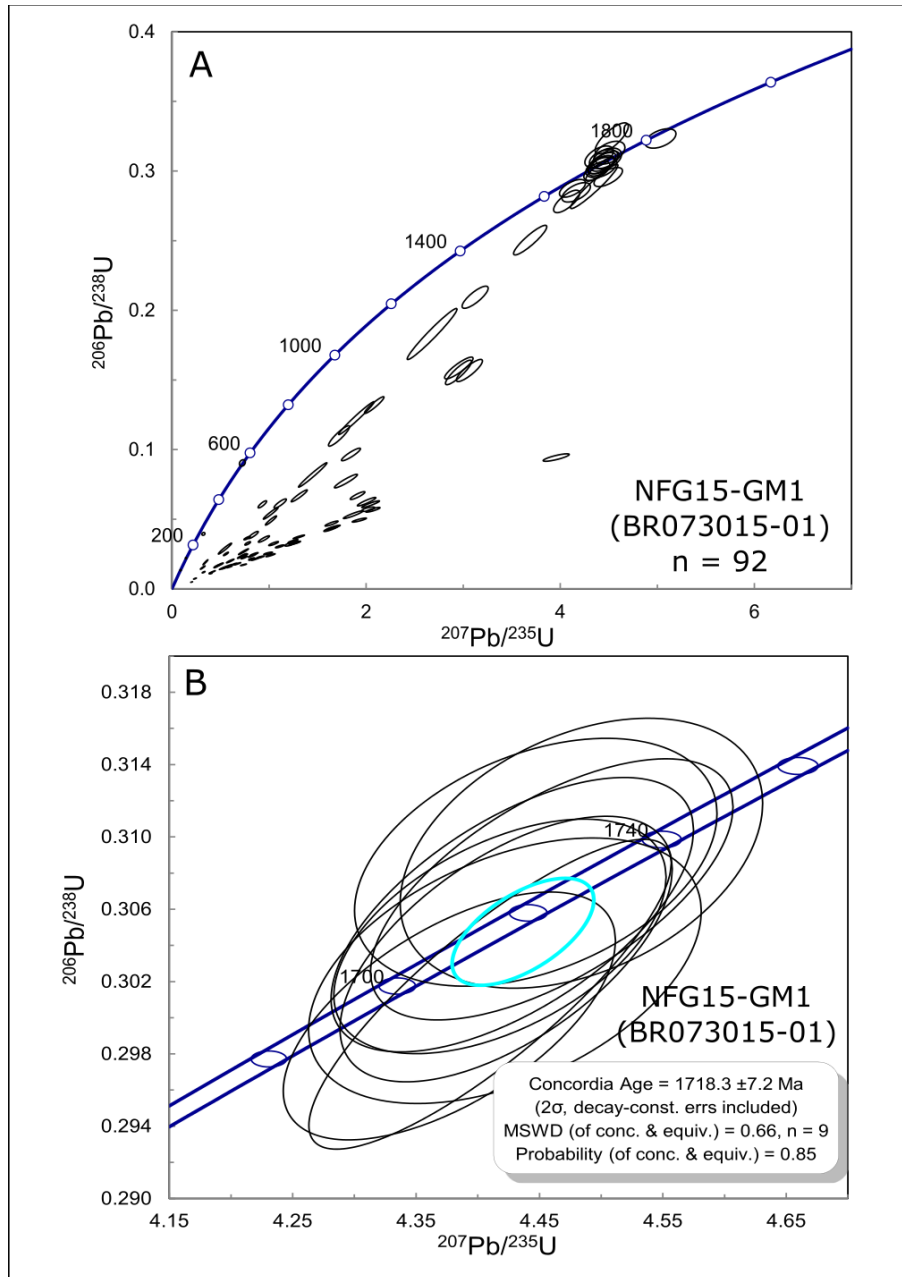 A
0.4
0.3
0.2
0.1
0.0
206Pb/238U
200
600
1000
1400
1800
NFG15-GM1
(BR073015-01)
n = 92
0
2
4
6
207Pb/235U
B
0.318
0.314
0.310
0.306
0.302
0.298
0.294
0.290
206Pb/238U
1740
1700
NFG15-GM1
(BR073015-01)
Concordia Age = 1718.3 ±7.2 Ma
(2σ, decay-const. errs included)
MSWD (of conc. & equiv.) = 0.66, n = 9
Probability (of conc. & equiv.) = 0.85
4.15
4.25
4.35
4.45
4.55
4.65
207Pb/235U